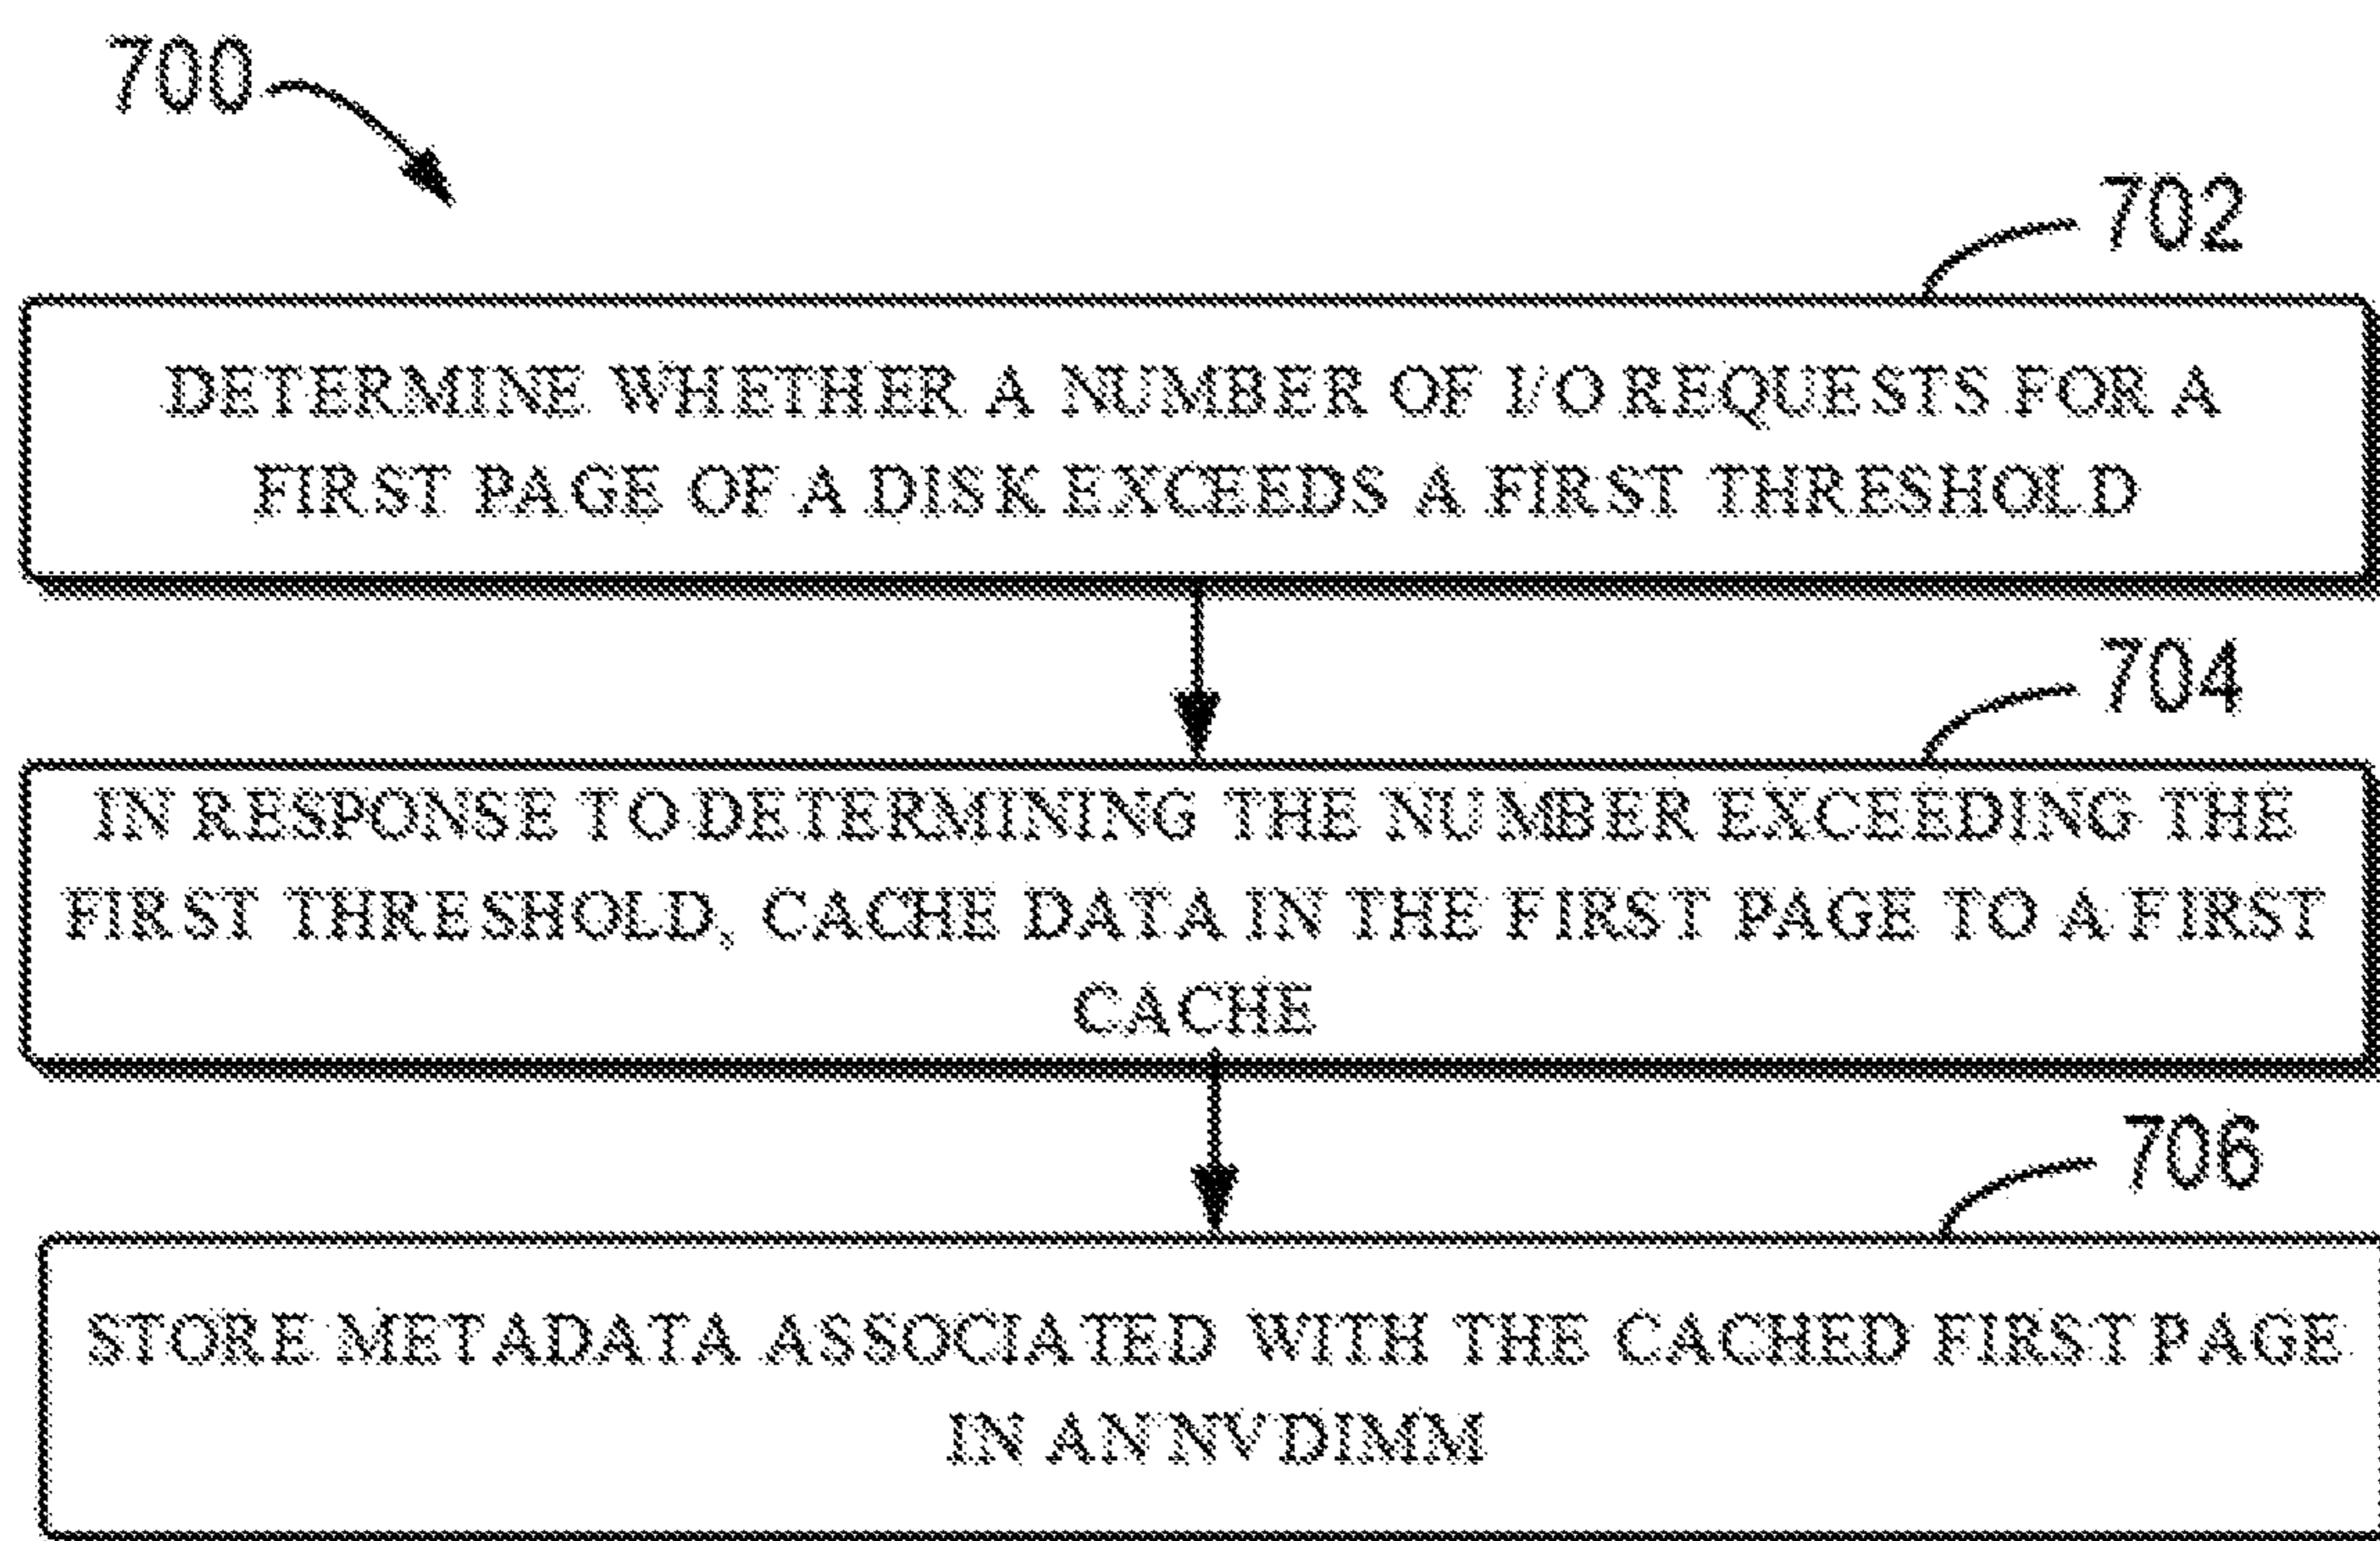 700
702
DETERMINE WHETHER A NUMBER OF I/O REQUESTS FOR A
FIRST PAGE OF A DISK EXCEEDS A FIRST THRESHOLD
704
IN RESPONSE TO DETERMINING THE NUMBER EXCEEDING THE
FIRST THRESHOLD, CACHE DATA IN THE FIRST PAGE TO A FIRST
CACHE
706
STORE METADATA ASSOCIATED WITH THE CACHED FIRST PAGE
IN AN NVDIMM